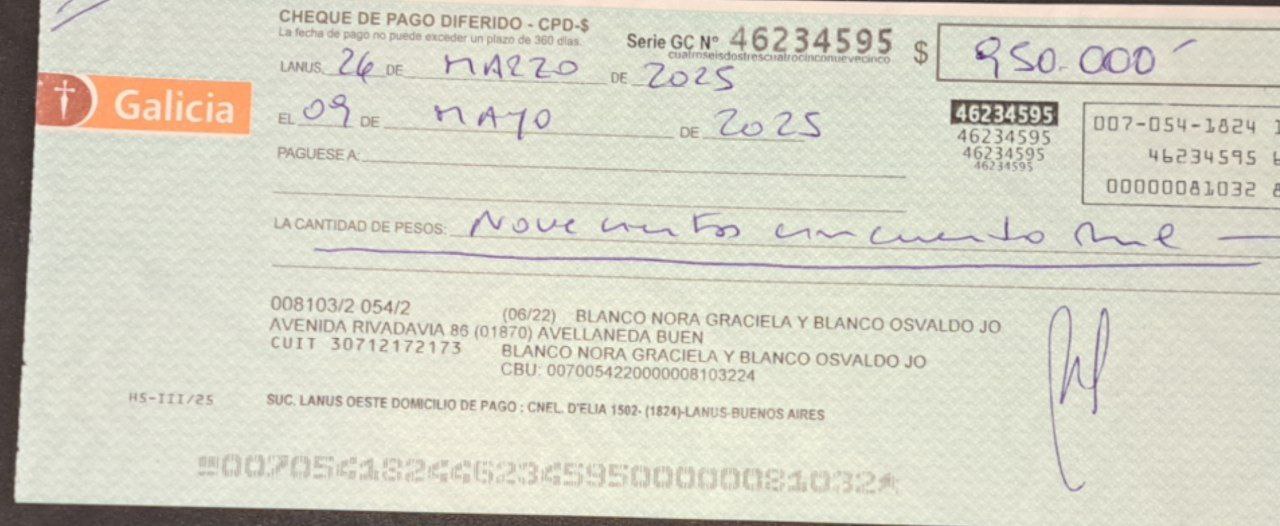 CHEQUE DE PAGO DIFERIDO - CPD-$
La fecha de pago no puede exceder un plazo de 360 días.
Serie GC Nº 46234595 $ 950.000
cuatroseisdostrescuatrocinconuevecinco
LANUS, 26 DE MARZO DE 2025
Galicia
EL 09 DE MAYO DE 2025
46234595
46234595
46234595
46234595
007-054-1824 1
46234595 6
00000081032 8
PAGUESE A:
LA CANTIDAD DE PESOS: Novecientos cincuenta mil
008103/2 054/2 (06/22) BLANCO NORA GRACIELA Y BLANCO OSVALDO JO
AVENIDA RIVADAVIA 86 (01870) AVELLANEDA BUEN
CUIT 30712172173 BLANCO NORA GRACIELA Y BLANCO OSVALDO JO
CBU: 0070054220000008103224
HS-III/25 SUC. LANUS OESTE DOMICILIO DE PAGO : CNEL. D'ELIA 1502- (1824)-LANUS-BUENOS AIRES
00705418244623459500000081032